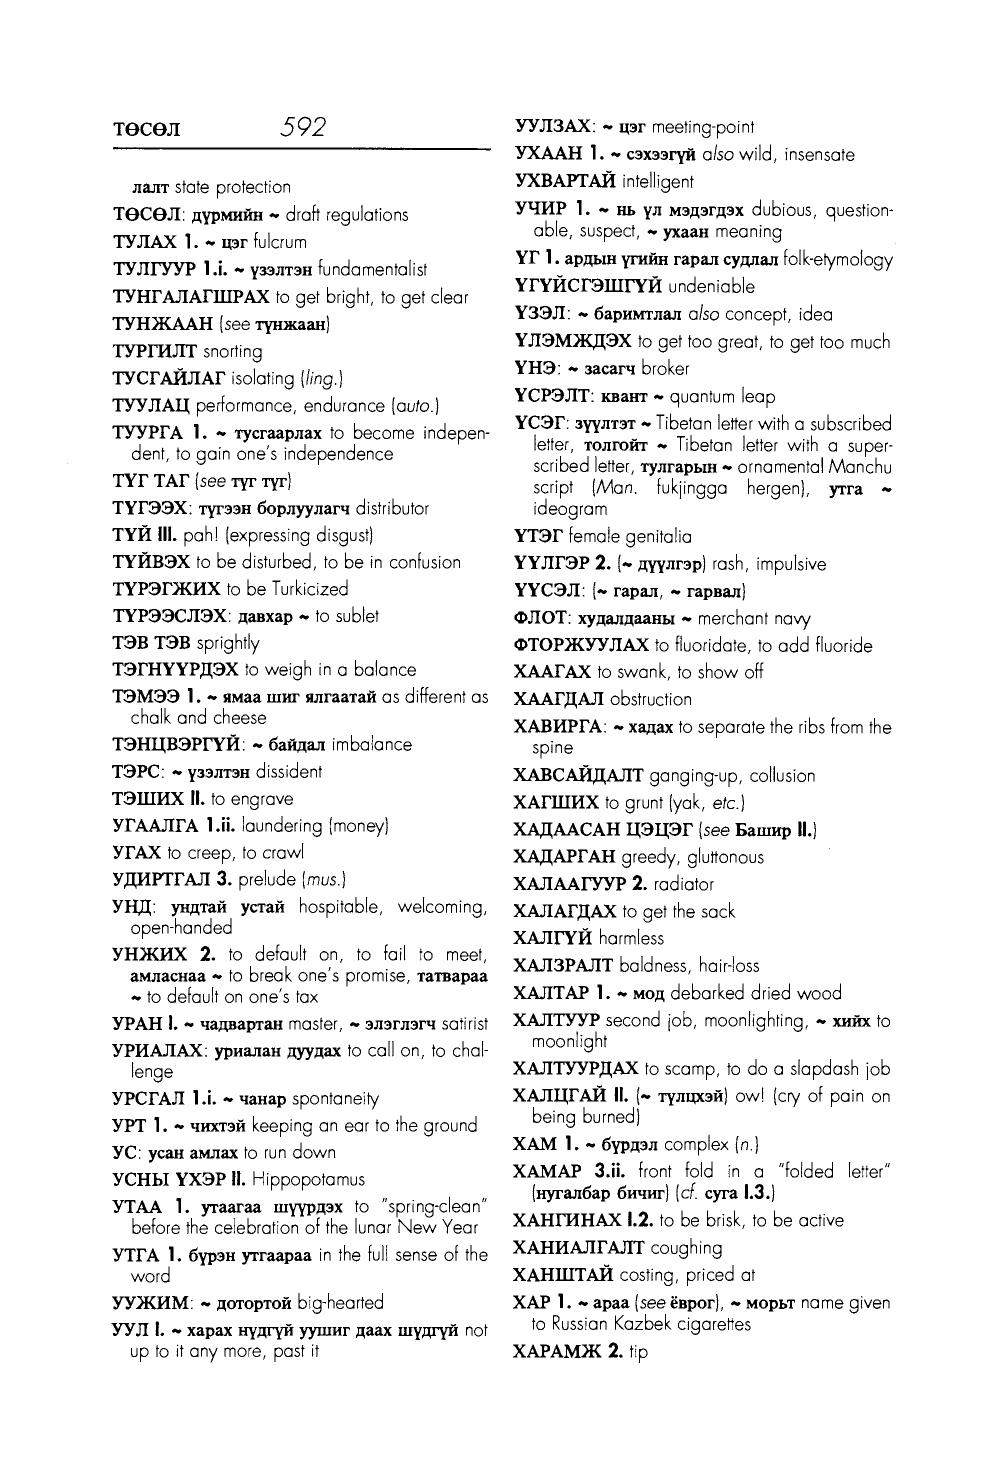 ТӨСӨЛ 592
лалт state protection
ТӨСӨЛ: дүрмийн ~ draft regulations
ТУЛАХ 1. ~ цэг fulcrum
ТУЛГУУР 1.i. ~ үзэлтэн fundamentalist
ТУНГАЛАГШРАХ to get bright, to get clear
ТУНЖААН (see түнжаан)
ТУРГИЛТ snorting
ТУСГАЙЛАГ isolating (ling.)
ТУУЛАЦ performance, endurance (auto.)
ТУУРГА 1. ~ тусгаарлах to become indepen-
dent, to gain one's independence
ТҮГ ТАГ (see түг түг)
ТҮГЭЭХ: түгээн борлуулагч distributor
ТҮЙ III. pah! (expressing disgust)
ТҮЙВЭХ to be disturbed, to be in confusion
ТҮРЭГЖИХ to be Turkicized
ТҮРЭЭСЛЭХ: давхар ~ to sublet
ТЭВ ТЭВ sprightly
ТЭГНҮҮРДЭХ to weigh in a balance
ТЭМЭЭ 1. ~ ямаа шиг ялгаатай as different as
chalk and cheese
ТЭНЦВЭРГҮЙ: ~ байдал imbalance
ТЭРС: ~ үзэлтэн dissident
ТЭШИХ II. to engrave
УГААЛГА 1.ii. laundering (money)
УГАХ to creep, to crawl
УДИРТГАЛ 3. prelude (mus.)
УНД: ундтай устай hospitable, welcoming,
open-handed
УНЖИХ 2. to default on, to fail to meet,
амласнаа ~ to break one's promise, татвараа
~ to default on one's tax
УРАН I. ~ чадвартан master, ~ элэглэгч satirist
УРИАЛАХ: уриалан дуудах to call on, to chal-
lenge
УРСГАЛ 1.i. ~ чанар spontaneity
УРТ 1. ~ чихтэй keeping an ear to the ground
УС: усан амлах to run down
УСНЫ ҮХЭР II. Hippopotamus
УТАА 1. утаагаа шүүрдэх to "spring-clean"
before the celebration of the lunar New Year
УТГА 1. бүрэн утгаараа in the full sense of the
word
УУЖИМ: ~ дотортой big-hearted
УУЛ I. ~ харах нүдгүй уушиг даах шүдгүй not
up to it any more, past it
УУЛЗАХ: ~ цэг meeting-point
УХААН 1. ~ сэхээгүй also wild, insensate
УХВАРТАЙ intelligent
УЧИР 1. ~ нь үл мэдэгдэх dubious, question-
able, suspect, ~ ухаан meaning
ҮГ 1. ардын үгийн гарал судлал folk-etymology
ҮГҮЙСГЭШГҮЙ undeniable
ҮЗЭЛ: ~ баримтлал also concept, idea
ҮЛЭМЖДЭХ to get too great, to get too much
ҮНЭ: ~ засагч broker
ҮСРЭЛТ: квант ~ quantum leap
ҮСЭГ: зүүлтэт ~ Tibetan letter with a subscribed
letter, толгойт ~ Tibetan letter with a super-
scribed letter, тулгарын ~ ornamental Manchu
script (Man. fukjingga hergen), утга ~
ideogram
ҮТЭГ female genitalia
ҮҮЛГЭР 2. (~ дүүлгэр) rash, impulsive
ҮҮСЭЛ: (~ гарал, ~ гарвал)
ФЛОТ: худалдааны ~ merchant navy
ФТОРЖУУЛАХ to fluoridate, to add fluoride
ХААГАХ to swank, to show off
ХААГДАЛ obstruction
ХАВИРГА: ~ хадах to separate the ribs from the
spine
ХАВСАЙДАЛТ ganging-up, collusion
ХАГШИХ to grunt (yak, etc.)
ХАДААСАН ЦЭЦЭГ (see Башир II.)
ХАДАРГАН greedy, gluttonous
ХАЛААГУУР 2. radiator
ХАЛАГДАХ to get the sack
ХАЛГҮЙ harmless
ХАЛЗРАЛТ baldness, hair-loss
ХАЛТАР 1. ~ мод debarked dried wood
ХАЛТУУР second job, moonlighting, ~ хийх to
moonlight
ХАЛТУУРДАХ to scamp, to do a slapdash job
ХАЛЦГАЙ II. (~ түлцхэй) ow! (cry of pain on
being burned)
ХАМ 1. ~ бүрдэл complex (n.)
ХАМАР 3.ii. front fold in a "folded letter"
(нугалбар бичиг) (cf. суга I.3.)
ХАНГИНАХ I.2. to be brisk, to be active
ХАНИАЛГАЛТ coughing
ХАНШТАЙ costing, priced at
ХАР 1. ~ араа (see ёврог), ~ морьт name given
to Russian Kazbek cigarettes
ХАРАМЖ 2. tip